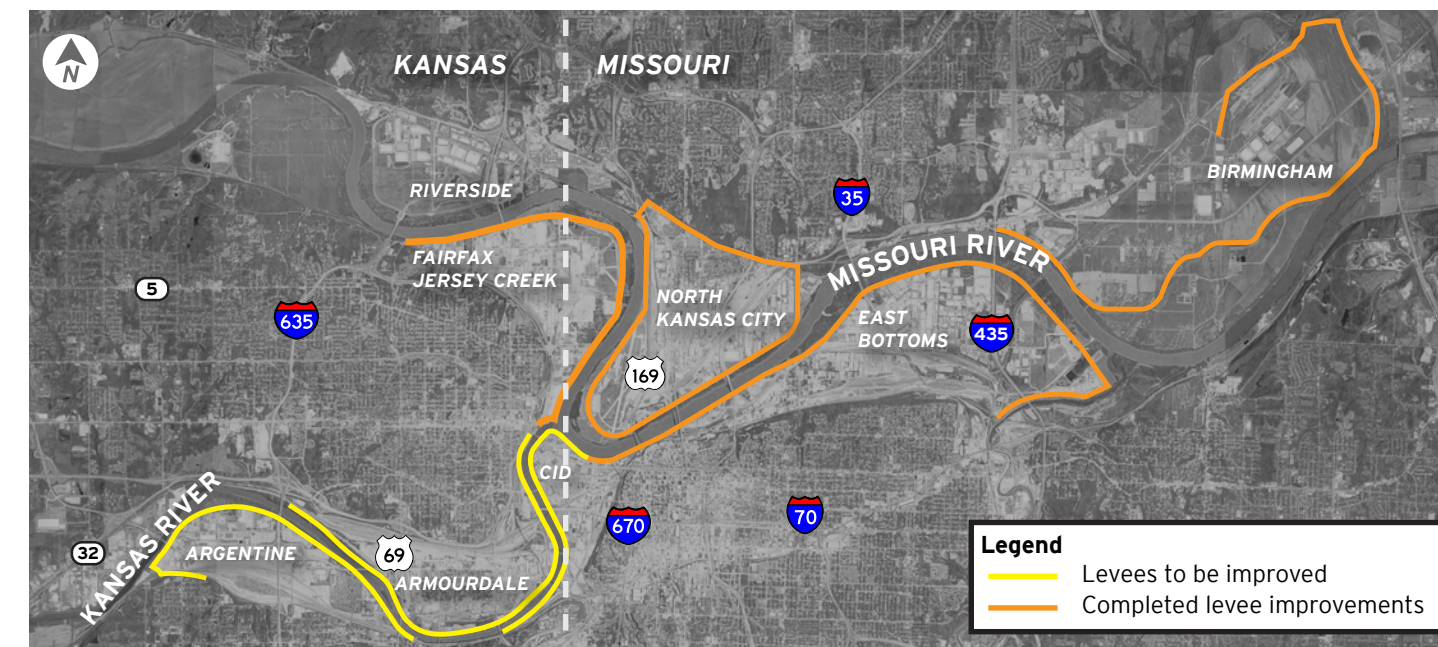 N
KANSAS
MISSOURI
RIVERSIDE
35
BIRMINGHAM
FAIRFAX
JERSEY CREEK
MISSOURI RIVER
5
635
NORTH
KANSAS CITY
EAST
BOTTOMS
435
169
CID
KANSAS RIVER
670
70
32
ARGENTINE
69
ARMOURDALE
Legend
Levees to be improved
Completed levee improvements